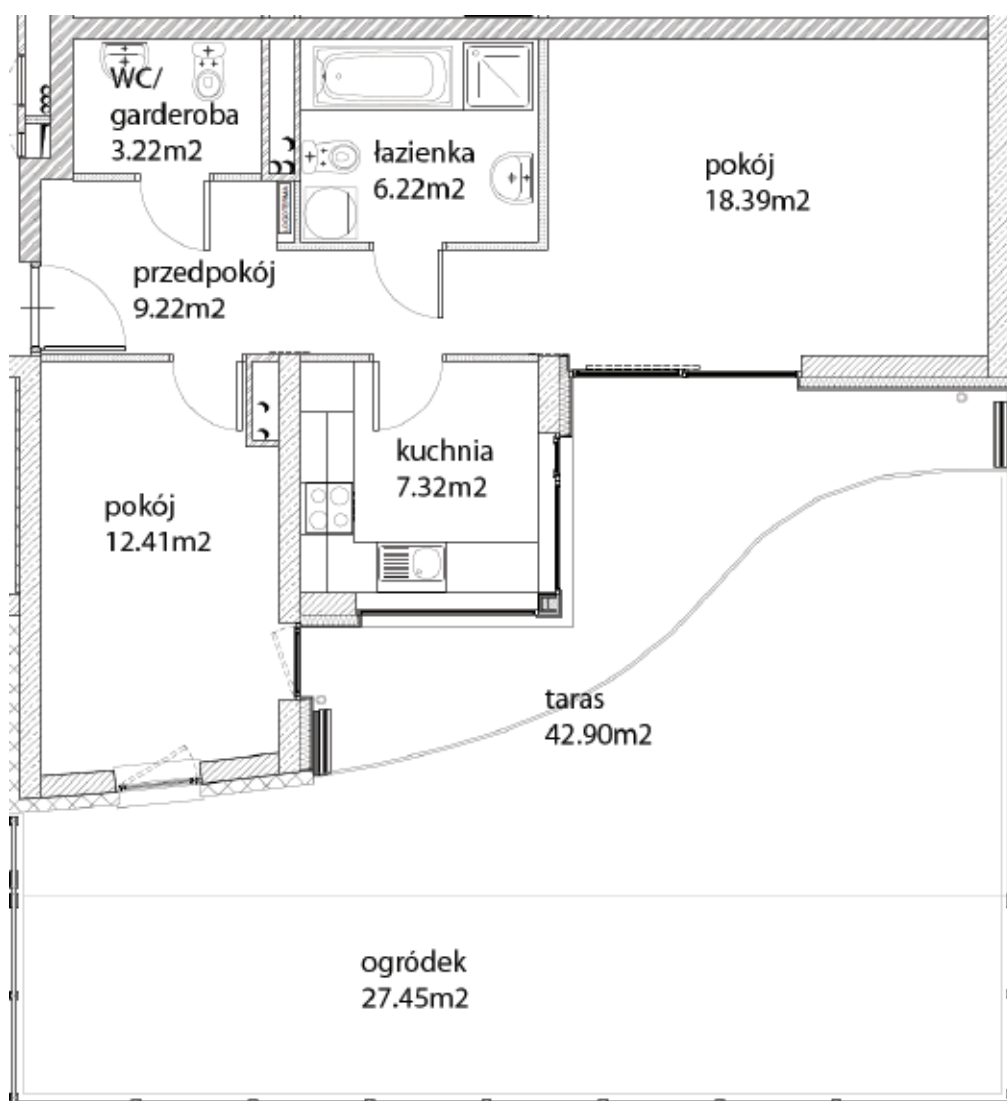 WC/
garderoba
3.22m2
łazienka
6.22m2
pokój
18.39m2
przedpokój
9.22m2
kuchnia
7.32m2
pokój
12.41m2
taras
42.90m2
ogródek
27.45m2